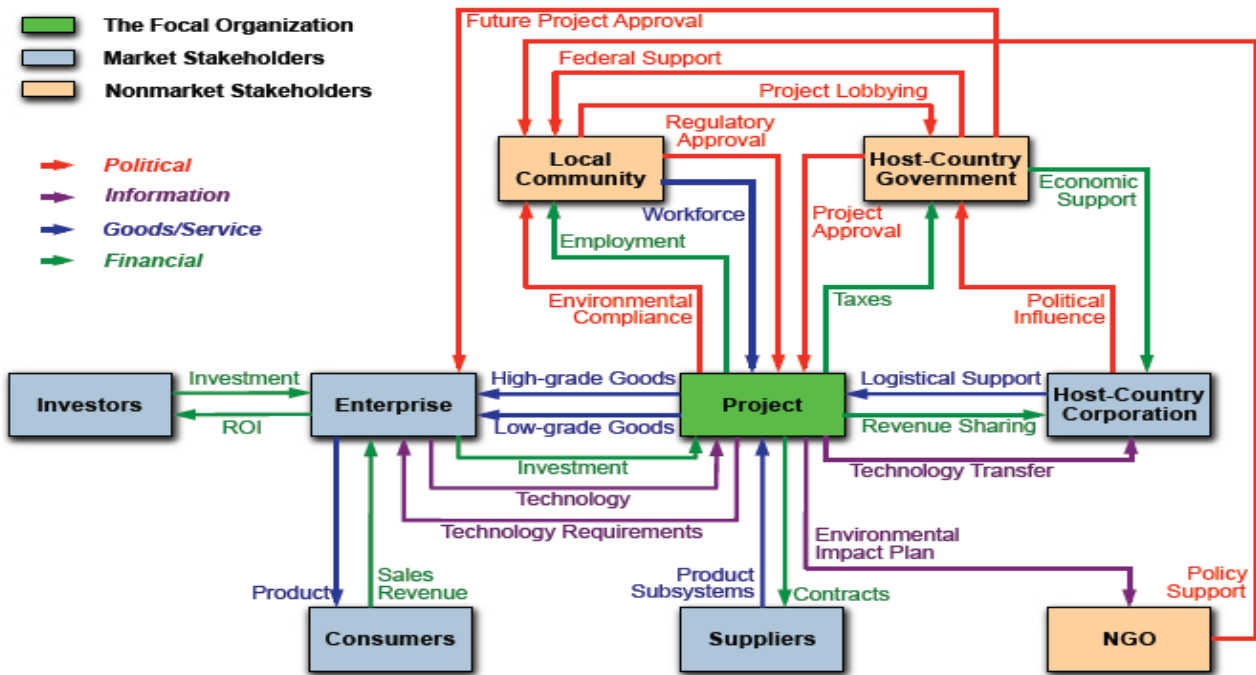 The Focal Organization
Market Stakeholders
Nonmarket Stakeholders
Political
Information
Goods/Service
Financial
Future Project Approval
Federal Support
Project Lobbying
Regulatory
Approval
Local
Community
Host-Country
Government
Workforce
Employment
Project
Approval
Economic
Support
Environmental
Compliance
Taxes
Political
Influence
Investors
Investment
ROI
Enterprise
High-grade Goods
Low-grade Goods
Project
Logistical Support
Revenue Sharing
Host-Country
Corporation
Investment
Technology
Technology Requirements
Technology Transfer
Environmental
Impact Plan
Product
Sales
Revenue
Product
Subsystems
Contracts
Policy
Support
Consumers
Suppliers
NGO